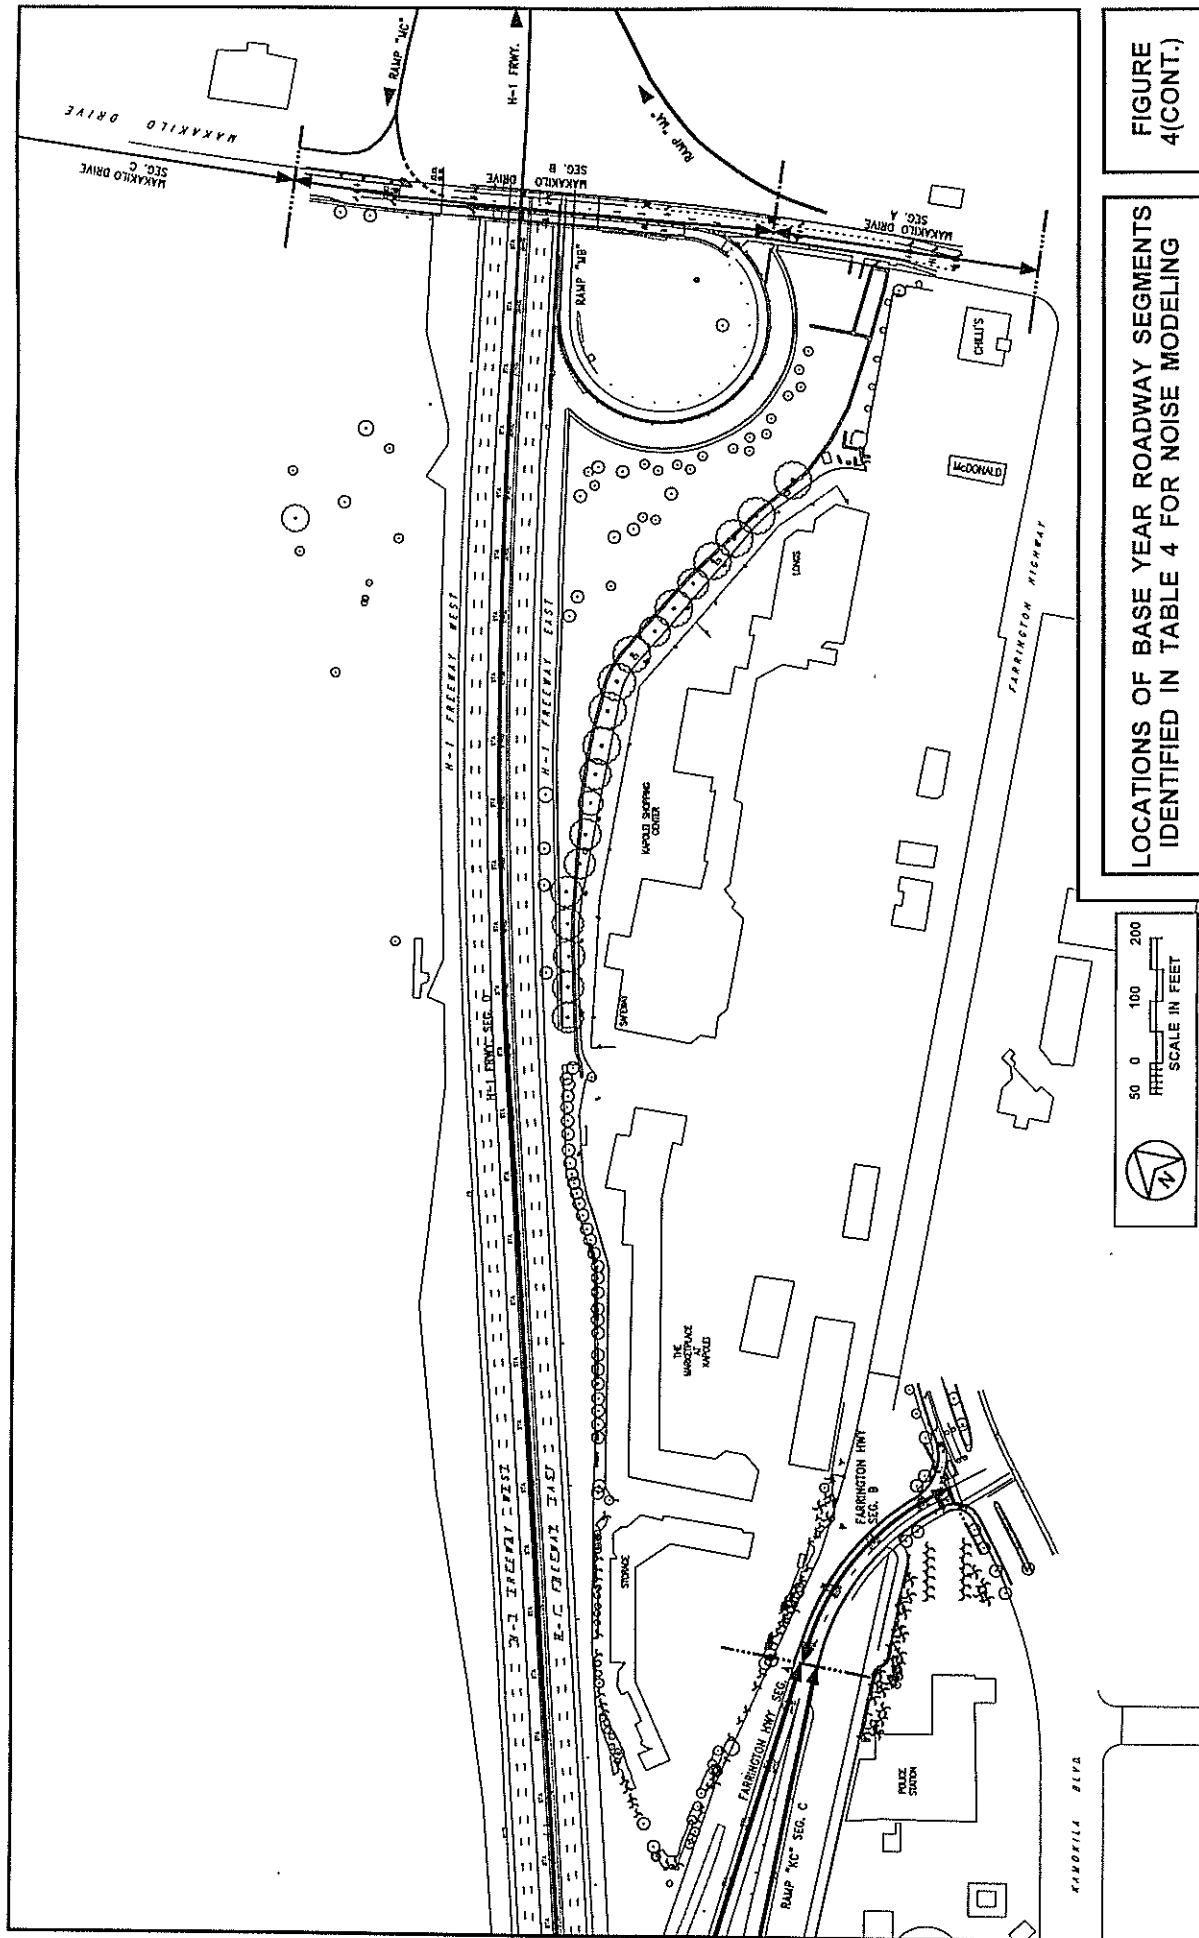 FIGURE
4(CONT.)
LOCATIONS OF BASE YEAR ROADWAY SEGMENTS
IDENTIFIED IN TABLE 4 FOR NOISE MODELING
50 0 100 200
SCALE IN FEET
N
MAKAKILO DRIVE
MAKAKILO DRIVE
SEG. C
RAMP "MC"
H-1 FRWY.
MAKAKILO DRIVE
SEG. B
RAMP "MA"
MAKAKILO DRIVE
SEG. A
RAMP "MB"
CHILLI'S
McDONALD
LONGS
FARRINGTON HIGHWAY
H-1 FREEWAY WEST
H-1 FREEWAY EAST
KAPOLEI SHOPPING
CENTER
SAFEWAY
H-1 FRWY. SEG. D
THE
MARKETPLACE
AT
KAPOLEI
FARRINGTON HWY
SEG. B
H-1 FREEWAY WEST
H-1 FREEWAY EAST
STORAGE
FARRINGTON HWY SEG. A
RAMP "KC" SEG. C
POLICE
STATION
KAMOKILA BLVD.